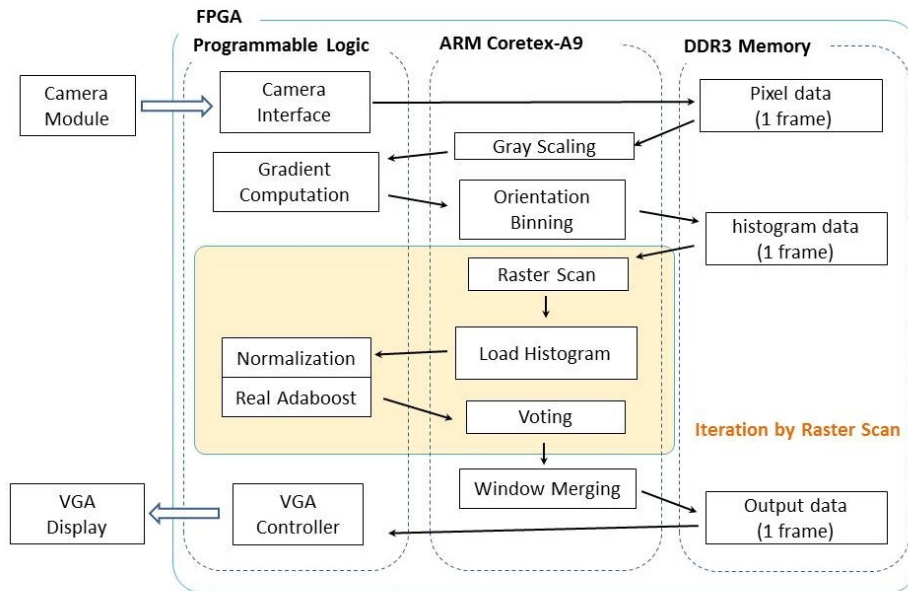 FPGA
Programmable Logic
ARM Coretex-A9
DDR3 Memory
Camera
Module
Camera
Interface
Pixel data
(1 frame)
Gray Scaling
Gradient
Computation
Orientation
Binning
histogram data
(1 frame)
Raster Scan
Load Histogram
Normalization
Real Adaboost
Voting
Iteration by Raster Scan
Window Merging
VGA
Display
VGA
Controller
Output data
(1 frame)